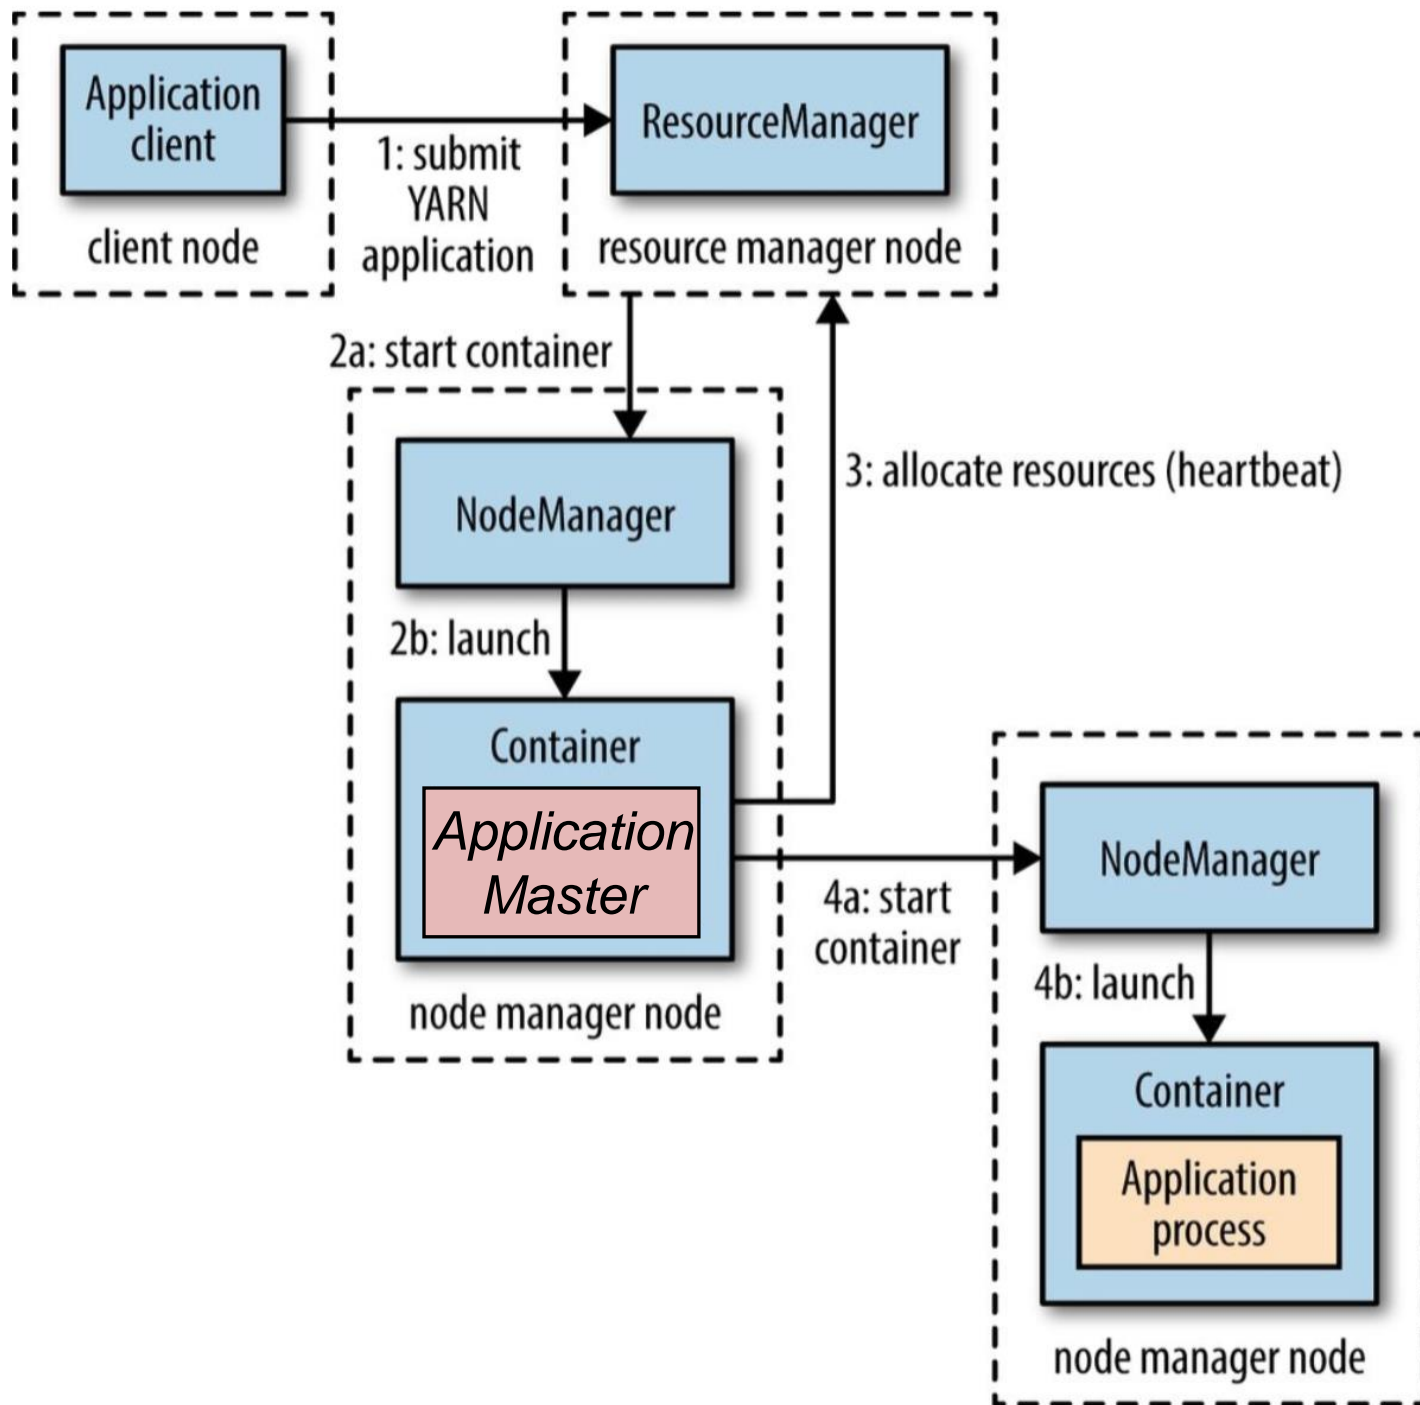 Application
client
client node
1: submit
YARN
application
ResourceManager
resource manager node
2a: start container
NodeManager
2b: launch
Container
Application
Master
node manager node
3: allocate resources (heartbeat)
4a: start
container
NodeManager
4b: launch
Container
Application
process
node manager node